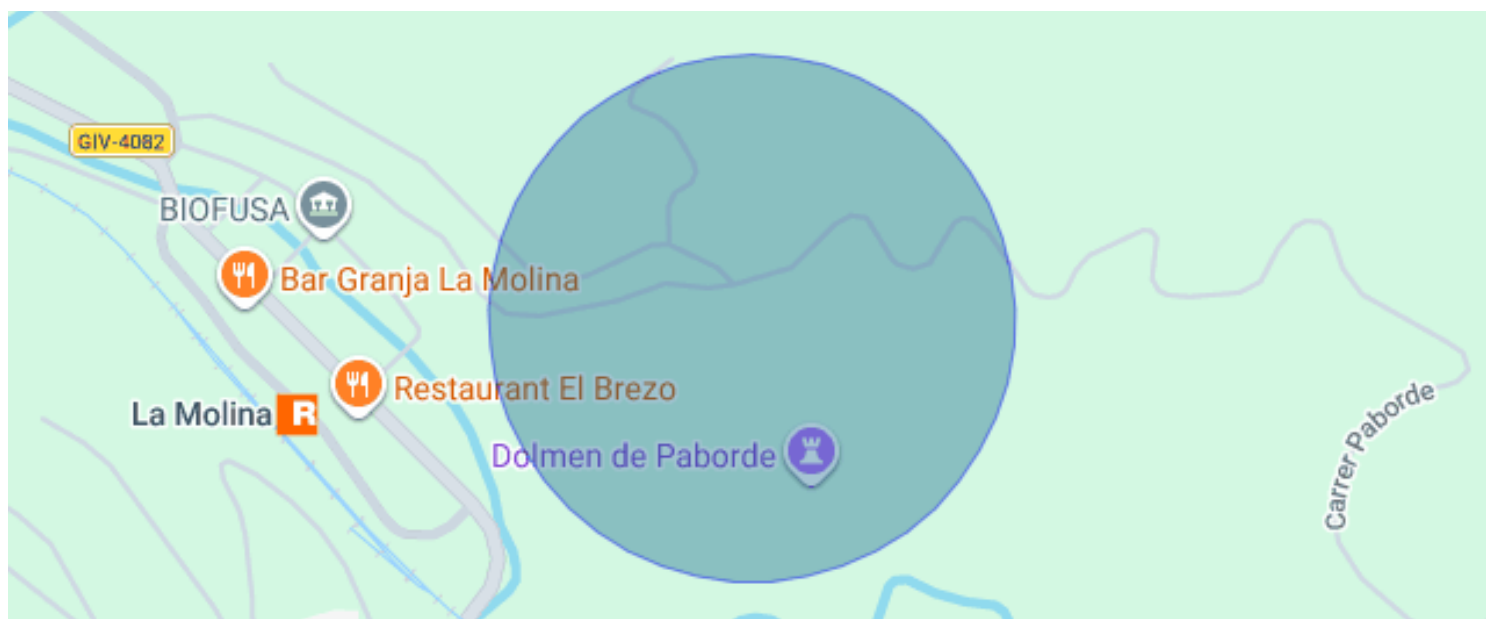 GIV-4082
BIOFUSA
Bar Granja La Molina
Restaurant El Brezo
La Molina R
Dolmen de Paborde
Carrer Paborde